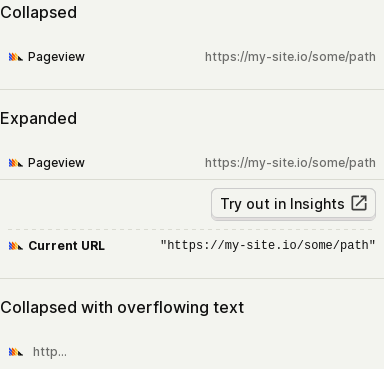 Collapsed
Pageview https://my-site.io/some/path
Expanded
Pageview https://my-site.io/some/path
Try out in Insights
Current URL "https://my-site.io/some/path"
Collapsed with overflowing text
http...